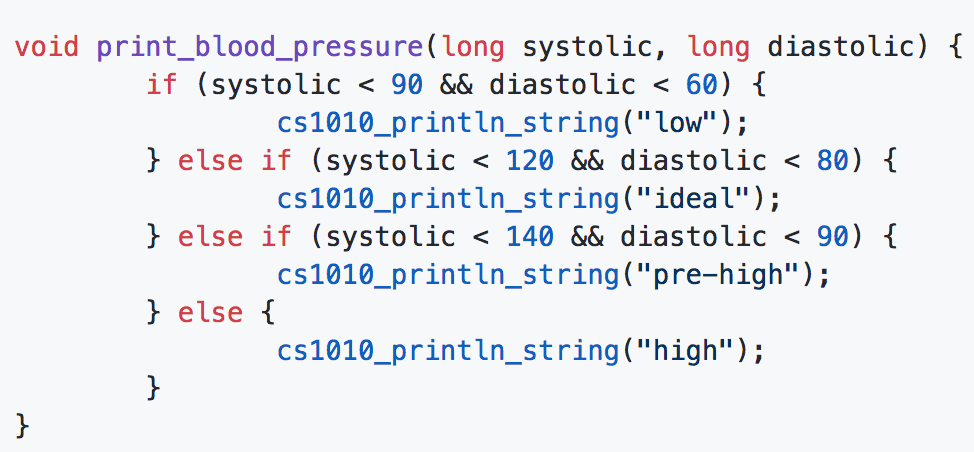 void print_blood_pressure(long systolic, long diastolic) {
        if (systolic < 90 && diastolic < 60) {
                cs1010_println_string("low");
        } else if (systolic < 120 && diastolic < 80) {
                cs1010_println_string("ideal");
        } else if (systolic < 140 && diastolic < 90) {
                cs1010_println_string("pre-high");
        } else {
                cs1010_println_string("high");
        }
}